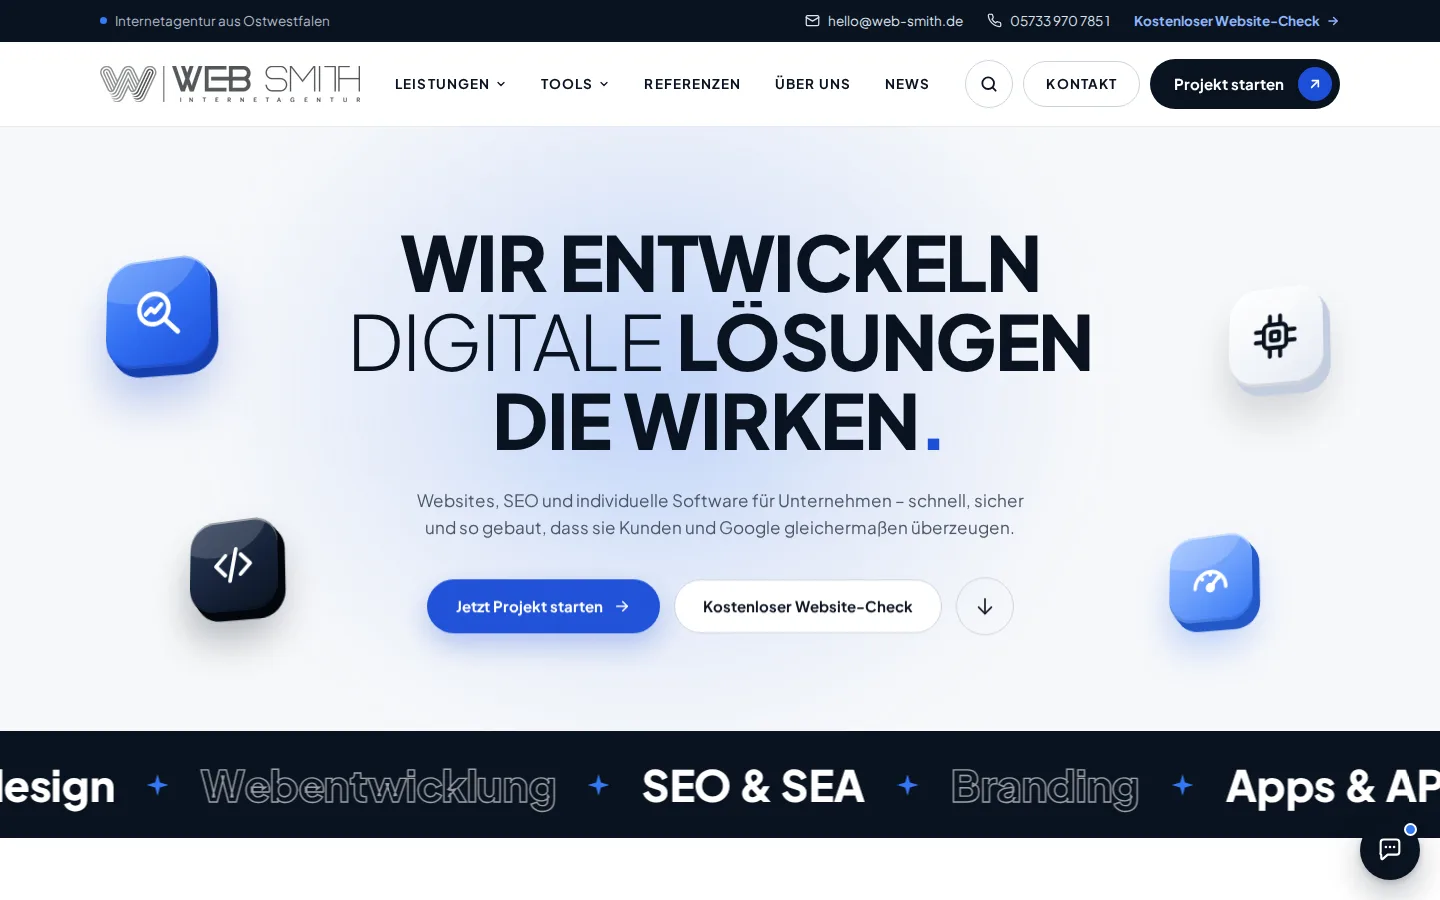 Internetagentur aus Ostwestfalen
hello@web-smith.de
05733 970 785 1
Kostenloser Website-Check
WEB SMITH
INTERNETAGENTUR
LEISTUNGEN
TOOLS
REFERENZEN
ÜBER UNS
NEWS
KONTAKT
Projekt starten
WIR ENTWICKELN
DIGITALE LÖSUNGEN
DIE WIRKEN.
Websites, SEO und individuelle Software für Unternehmen – schnell, sicher
und so gebaut, dass sie Kunden und Google gleichermaßen überzeugen.
Jetzt Projekt starten
Kostenloser Website-Check
esign Webentwicklung SEO & SEA Branding Apps & AP